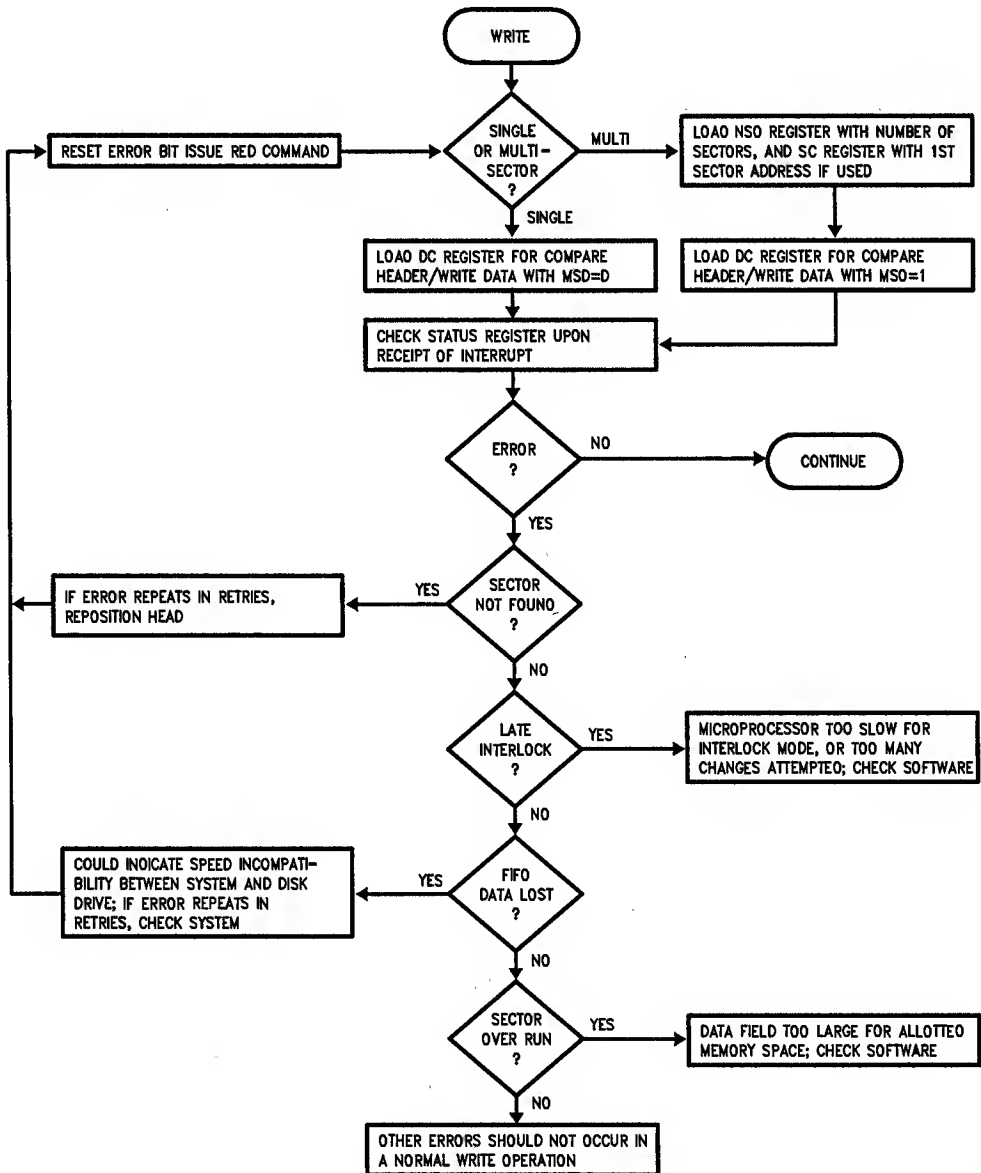 WRITE
SINGLE
OR MULTI-
SECTOR
?
MULTI
LOAO NSO REGISTER WITH NUMBER OF
SECTORS, AND SC REGISTER WITH 1ST
SECTOR ADDRESS IF USED
RESET ERROR BIT ISSUE RED COMMAND
SINGLE
LOAO DC REGISTER FOR COMPARE
HEADER/WRITE DATA WITH MSD=D
LOAD DC REGISTER FOR COMPARE
HEADER/WRITE DATA WITH MSO=1
CHECK STATUS REGISTER UPON
RECEIPT OF INTERRUPT
ERROR
?
NO
CONTINUE
YES
SECTOR
NOT FOUND
?
YES
IF ERROR REPEATS IN RETRIES,
REPOSITION HEAD
NO
LATE
INTERLOCK
?
YES
MICROPROCESSOR TOO SLOW FOR
INTERLOCK MODE, OR TOO MANY
CHANGES ATTEMPTEO; CHECK SOFTWARE
NO
FIFO
DATA LOST
?
YES
COULD INOICATE SPEED INCOMPATI-
BILITY BETWEEN SYSTEM AND DISK
DRIVE; IF ERROR REPEATS IN
RETRIES, CHECK SYSTEM
NO
SECTOR
OVER RUN
?
YES
DATA FIELD TOO LARGE FOR ALLOTTEO
MEMORY SPACE; CHECK SOFTWARE
NO
OTHER ERRORS SHOULD NOT OCCUR IN
A NORMAL WRITE OPERATION